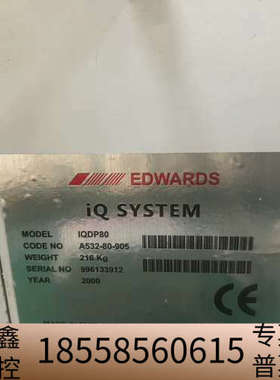 EDWARDS
iQ SYSTEM
MODEL IQDP80
CODE NO A532-80-905
WEIGHT 216 Kg
SERIAL NO 996133912
YEAR 2000
CE
鑫 18558560615 专
控 普